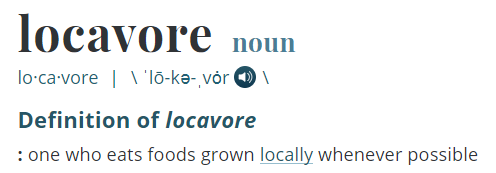 locavore noun
lo·ca·vore | \ ˈlō-kə-ˌvȯr \
Definition of locavore
: one who eats foods grown locally whenever possible